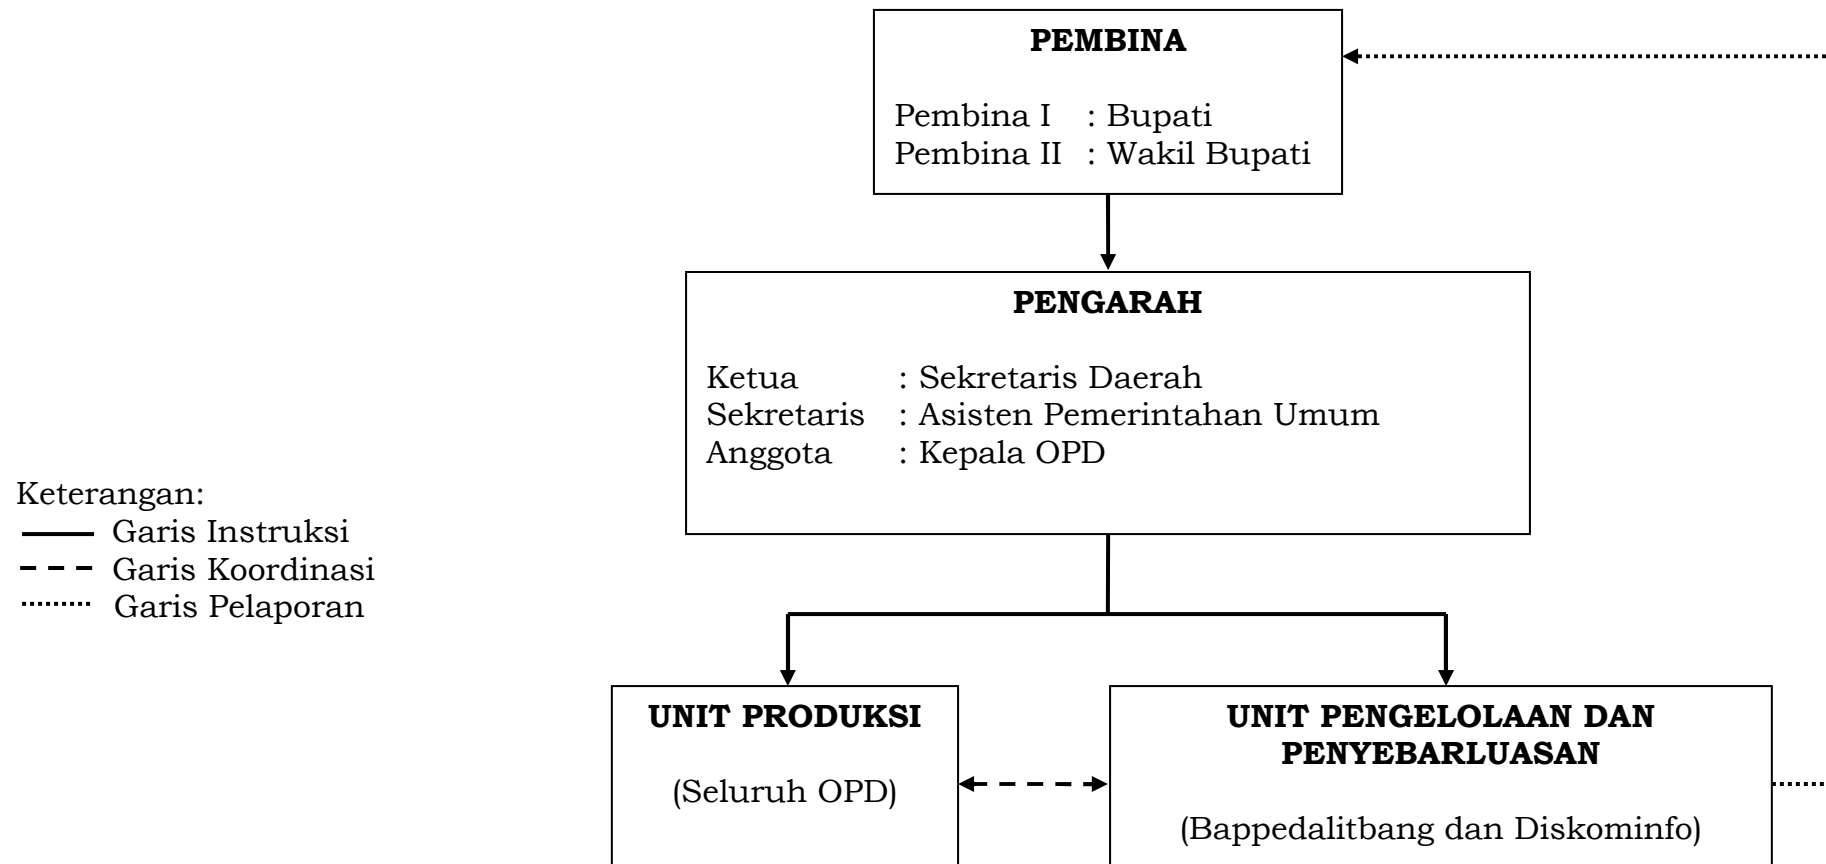 PEMBINA
Pembina I : Bupati
Pembina II : Wakil Bupati
PENGARAH
Ketua : Sekretaris Daerah
Sekretaris : Asisten Pemerintahan Umum
Anggota : Kepala OPD
Keterangan:
Garis Instruksi
Garis Koordinasi
Garis Pelaporan
UNIT PRODUKSI
(Seluruh OPD)
UNIT PENGELOLAAN DAN
PENYEBARLUASAN
(Bappedalitbang dan Diskominfo)